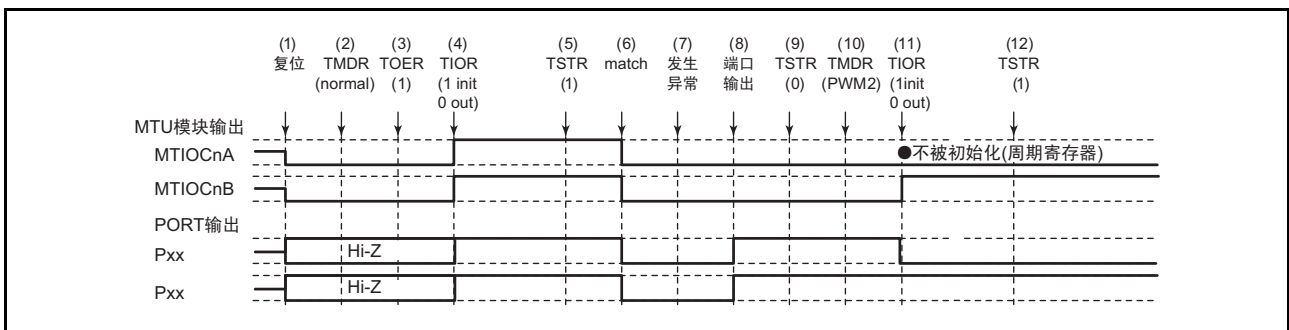 (1) (2) (3) (4) (5) (6) (7) (8) (9) (10) (11) (12)
复位 TMDR TOER TIOR TSTR match 发生 端口 TSTR TMDR TIOR TSTR
(normal) (1) (1 init (1) 异常 输出 (0) (PWM2) (1init (1)
0 out) 0 out)
MTU模块输出
MTIOCnA ●不被初始化(周期寄存器)
MTIOCnB
PORT输出
Pxx Hi-Z
Pxx Hi-Z